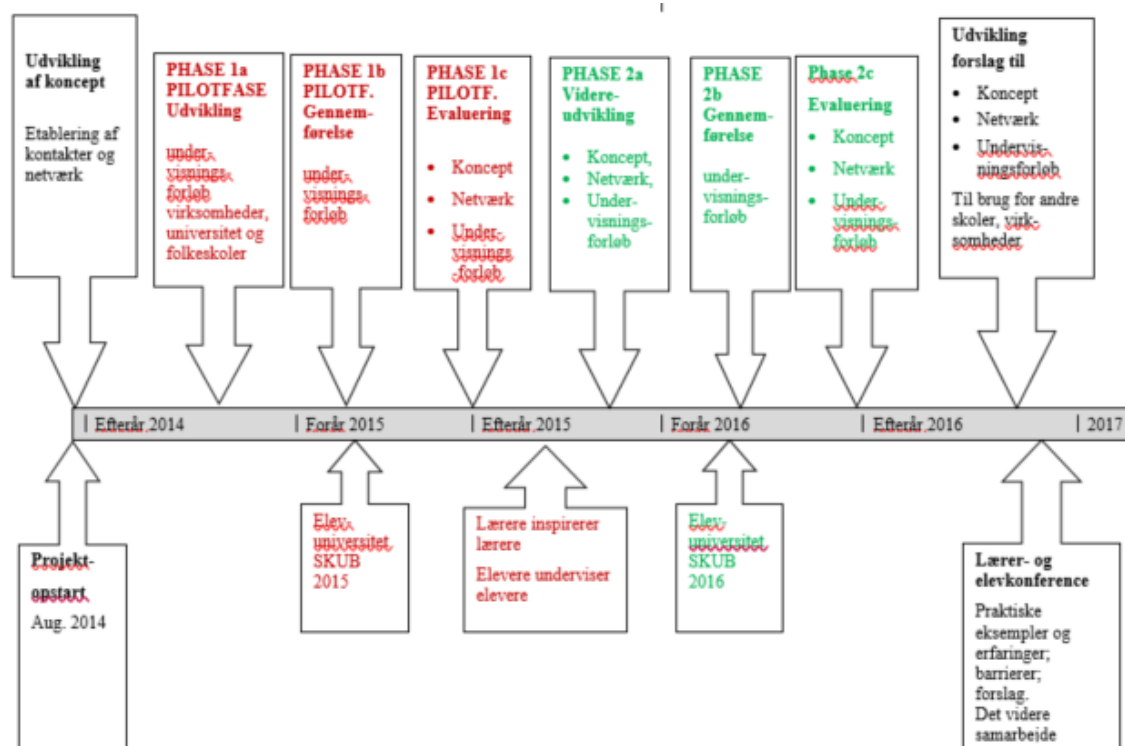 Udvikling
af koncept
Etablering af
kontakter og
netværk
PHASE 1a
PILOTFASE
Udvikling
under-
visnings-
forløb
virksomheder,
universitet og
folkeskoler
PHASE 1b
PILOTF.
Gennem-
førelse
under-
visnings-
forløb
PHASE 1c
PILOTF.
Evaluering
• Koncept
• Netværk
• Under-
visnings
-forløb
PHASE 2a
Videre-
udvikling
• Koncept,
• Netværk,
• Under-
visnings-
forløb
PHASE
2b
Gennem-
førelse
under-
visnings-
forløb
Phase 2c
Evaluering
• Koncept
• Netværk
• Under-
visnings-
forløb
Udvikling
forslag til
• Koncept
• Netværk
• Undervis-
ningsforløb
Til brug for andre
skoler, virk-
somheder
| Efterår 2014 | Forår 2015 | Efterår 2015 | Forår 2016 | Efterår 2016 | 2017
Projekt-
opstart
Aug. 2014
Elev-
universitet
SKUB
2015
Lærere inspirerer
lærere
Elevere underviser
elevere
Elev-
universitet
SKUB
2016
Lærer- og
elevkonference
Praktiske
eksempler og
erfaringer;
barrierer;
forslag.
Det videre
samarbejde